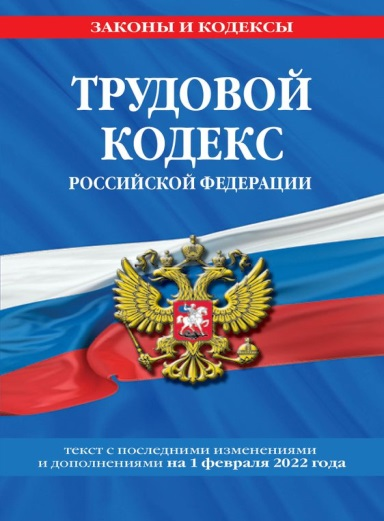 ЗАКОНЫ И КОДЕКСЫ
ТРУДОВОЙ
КОДЕКС
РОССИЙСКОЙ ФЕДЕРАЦИИ
текст с последними изменениями
и дополнениями на 1 февраля 2022 года